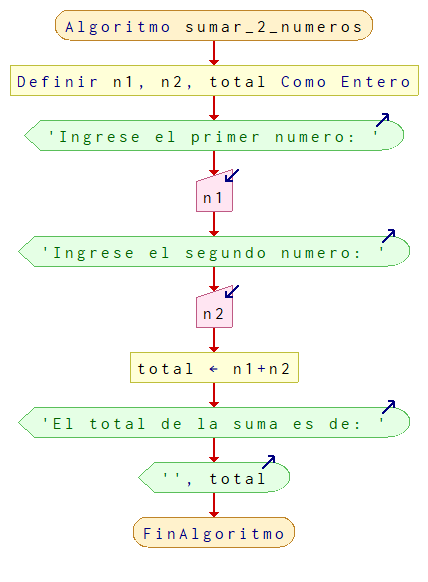 Algoritmo sumar_2_numeros
Definir n1, n2, total Como Entero
'Ingrese el primer numero: '
n1
'Ingrese el segundo numero: '
n2
total ← n1+n2
'El total de la suma es de: '
'', total
FinAlgoritmo